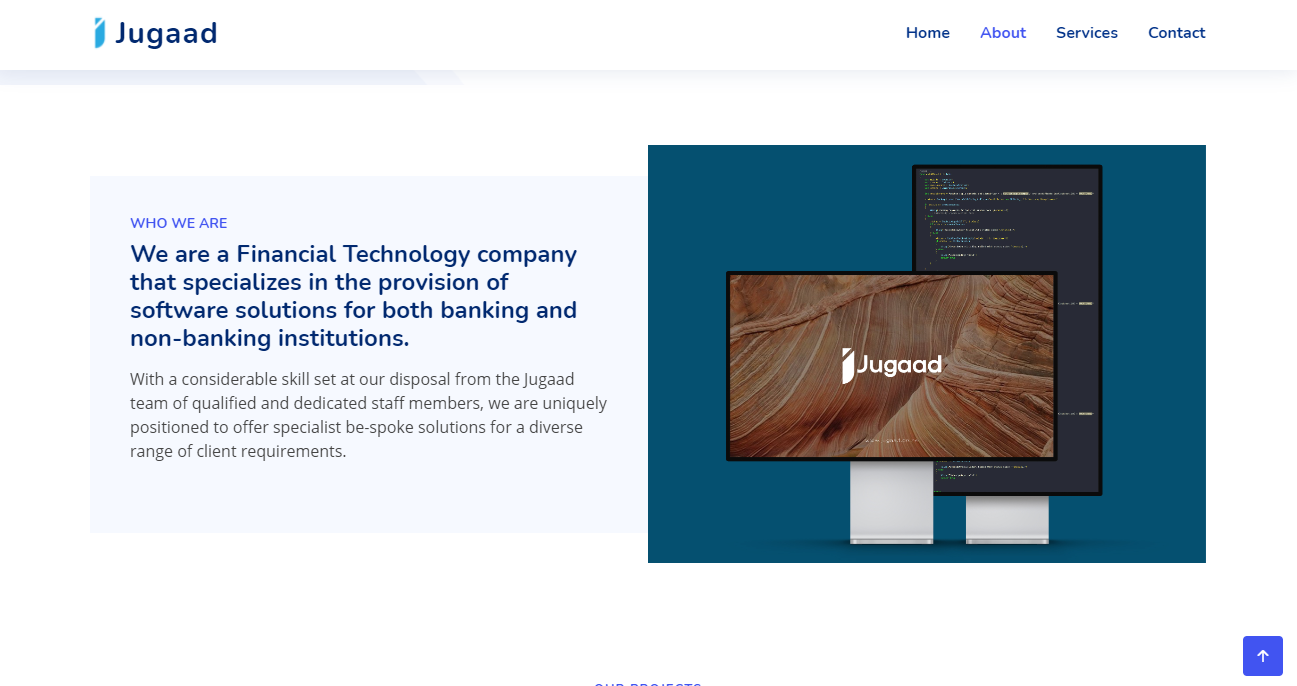 Jugaad
Home
About
Services
Contact
WHO WE ARE
We are a Financial Technology company
that specializes in the provision of
software solutions for both banking and
non-banking institutions.
With a considerable skill set at our disposal from the Jugaad
team of qualified and dedicated staff members, we are uniquely
positioned to offer specialist be-spoke solutions for a diverse
range of client requirements.
Jugaad
OUR PROJECTS